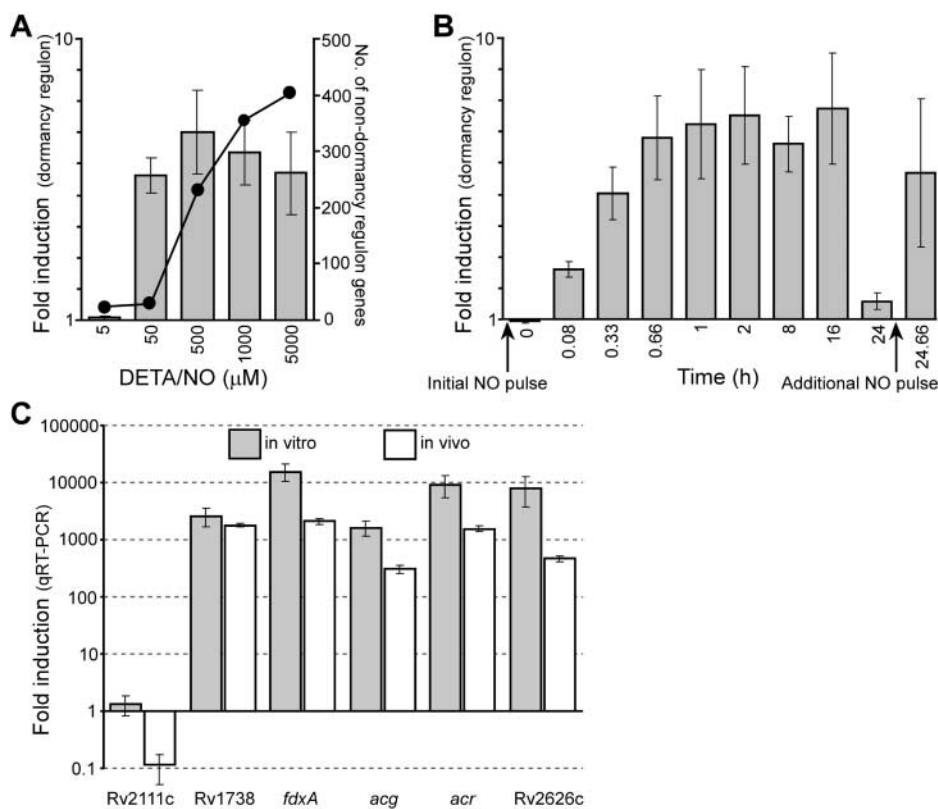 A
Fold induction (dormancy regulon)
10
1
500
400
300
200
100
0
No. of non-dormancy regulon genes
5
50
500
1000
5000
DETA/NO (μM)
B
Fold induction (dormancy regulon)
10
1
0
0.08
0.33
0.66
1
2
8
16
24
24.66
Initial NO pulse
Time (h)
Additional NO pulse
C
Fold induction (qRT-PCR)
100000
10000
1000
100
10
1
0.1
in vitro
in vivo
Rv2111c
Rv1738
fdxA
acg
acr
Rv2626c